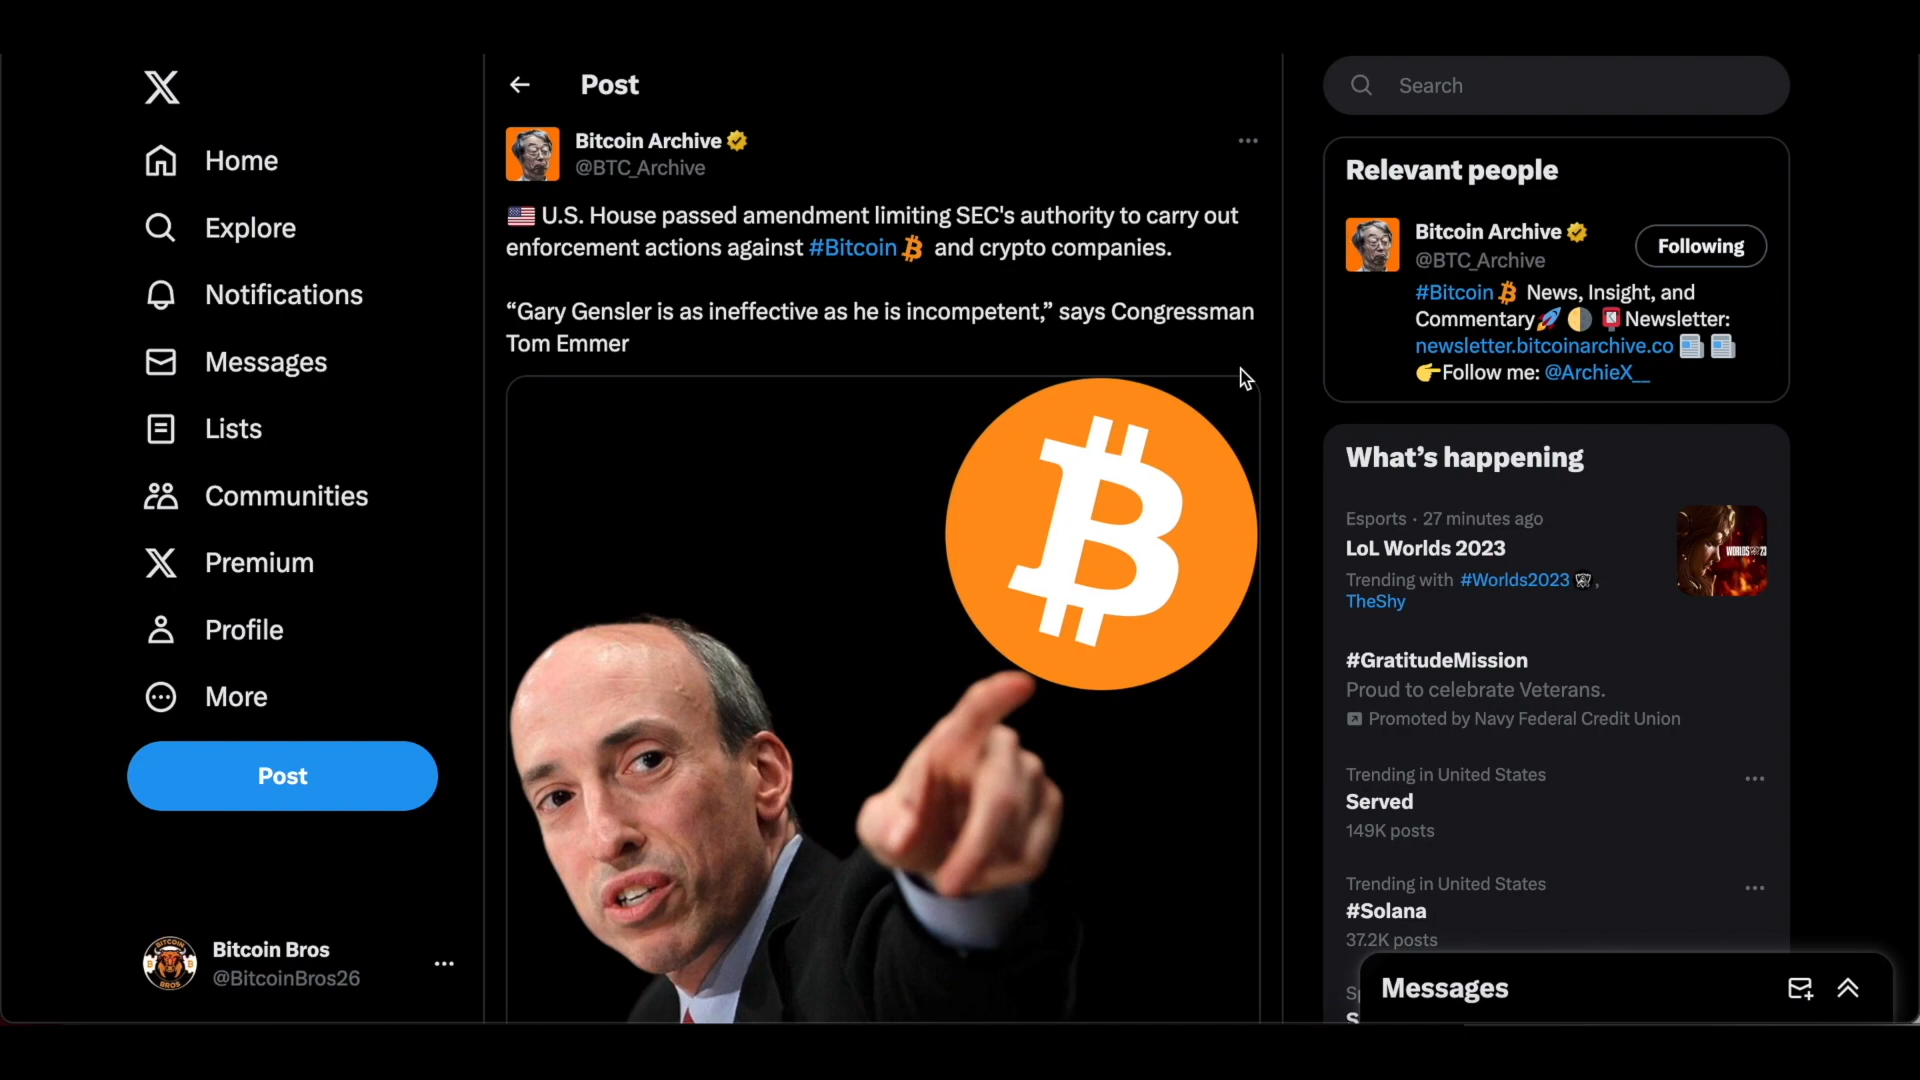 Home
Explore
Notifications
Messages
Lists
Communities
Premium
Profile
More
Post
Bitcoin Bros
@BitcoinBros26
Post
Bitcoin Archive
@BTC_Archive
U.S. House passed amendment limiting SEC's authority to carry out
enforcement actions against #Bitcoin and crypto companies.
“Gary Gensler is as ineffective as he is incompetent,” says Congressman
Tom Emmer
Search
Relevant people
Bitcoin Archive
@BTC_Archive
Following
#Bitcoin News, Insight, and
Commentary Newsletter:
newsletter.bitcoinarchive.co
Follow me: @ArchieX__
What’s happening
Esports · 27 minutes ago
LoL Worlds 2023
Trending with #Worlds2023 ,
TheShy
#GratitudeMission
Proud to celebrate Veterans.
Promoted by Navy Federal Credit Union
Trending in United States
Served
149K posts
Trending in United States
#Solana
37.2K posts
Messages